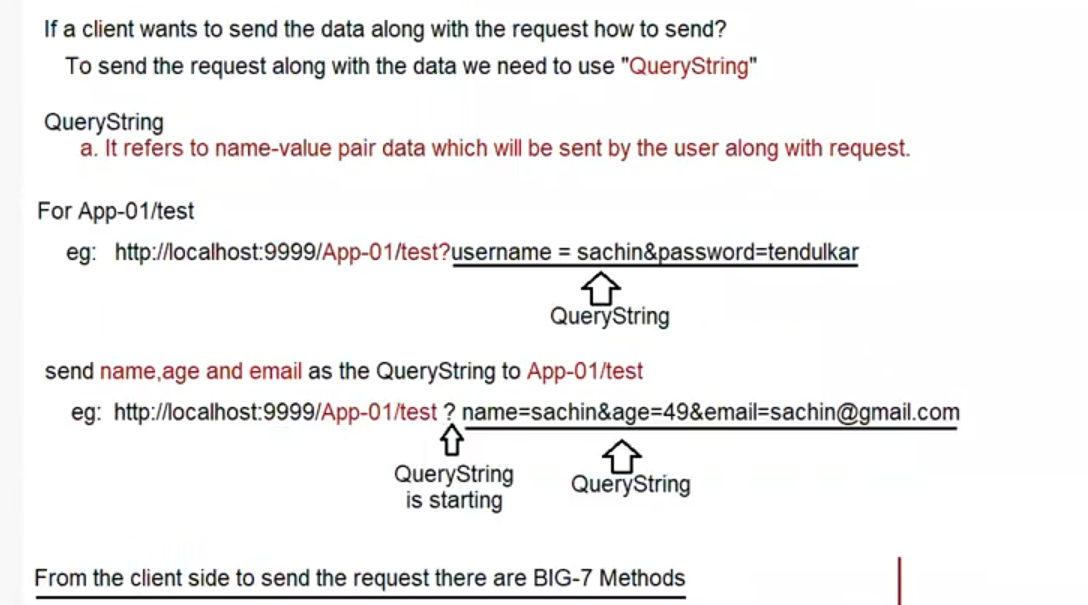 If a client wants to send the data along with the request how to send?
To send the request along with the data we need to use "QueryString"
QueryString
a. It refers to name-value pair data which will be sent by the user along with request.
For App-01/test
eg: http://localhost:9999/App-01/test?username = sachin&password=tendulkar
QueryString
send name,age and email as the QueryString to App-01/test
eg: http://localhost:9999/App-01/test ? name=sachin&age=49&email=sachin@gmail.com
QueryString
is starting
QueryString
From the client side to send the request there are BIG-7 Methods